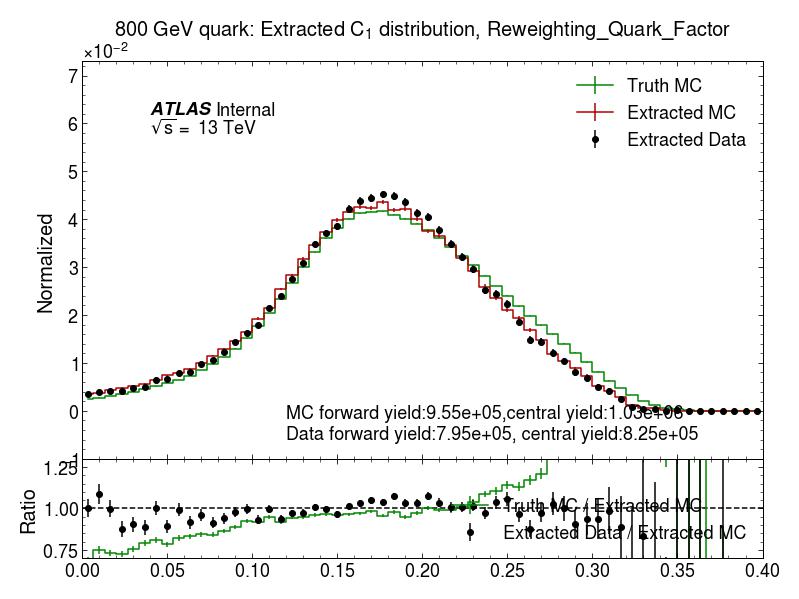 800 GeV quark: Extracted C₁ distribution, Reweighting_Quark_Factor
×10⁻²
7
6
5
4
3
2
1
0
Normalized
ATLAS Internal
√s = 13 TeV
Truth MC
Extracted MC
Extracted Data
MC forward yield:9.55e+05,central yield:1.03e+06
Data forward yield:7.95e+05, central yield:8.25e+05
1.25
1.00
0.75
Ratio
Truth MC / Extracted MC
Extracted Data / Extracted MC
0.00 0.05 0.10 0.15 0.20 0.25 0.30 0.35 0.40